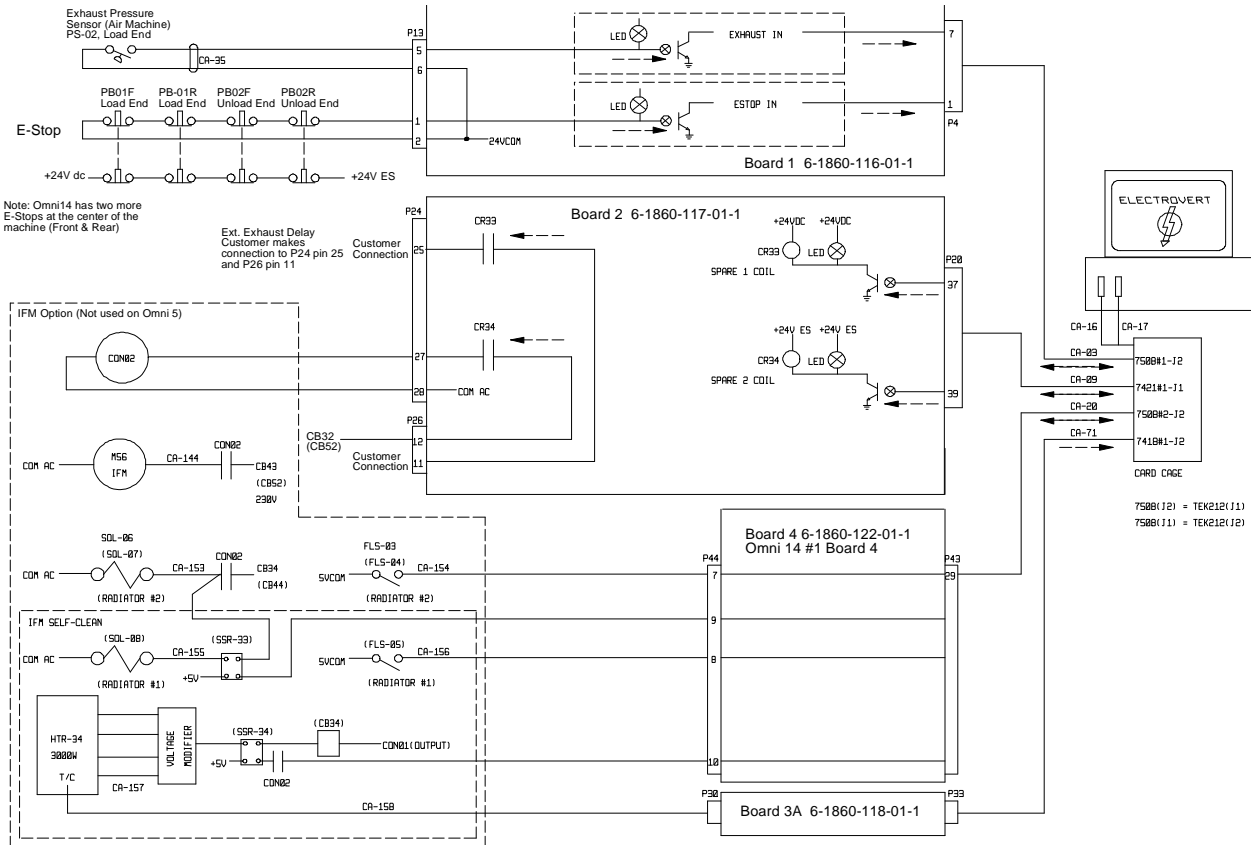 Exhaust Pressure
Sensor (Air Machine)
PS-02, Load End
CA-35
P13
5
6
LED
EXHAUST IN
7
PB01F
Load End
PB-01R
Load End
PB02F
Unload End
PB02R
Unload End
E-Stop
1
2
24VCOM
LED
ESTOP IN
1
P4
Board 1 6-1860-116-01-1
+24V dc
+24V ES
Note: Omni14 has two more
E-Stops at the center of the
machine (Front & Rear)
Ext. Exhaust Delay
Customer makes
connection to P24 pin 25
and P26 pin 11
Customer
Connection
P24
25
CR33
Board 2 6-1860-117-01-1
+24VDC
+24VDC
CR33
LED
SPARE 1 COIL
P20
37
ELECTROVERT
IFM Option (Not used on Omni 5)
CON02
27
28
CR34
COM AC
+24V ES
+24V ES
CR34
LED
SPARE 2 COIL
39
CA-16
CA-17
CA-03
750B#1-J2
CA-09
7421#1-J1
CA-20
750B#2-J2
CA-71
741B#1-J2
CARD CAGE
750B(J2) = TEK212(J1)
750B(J1) = TEK212(J2)
P26
CB32
(CB52)
12
Customer
Connection
11
COM AC
M56
IFM
CA-144
CON02
CB43
(CB52)
230V
SOL-06
(SOL-07)
COM AC
CA-153
CON02
CB34
(CB44)
(RADIATOR #2)
FLS-03
(FLS-04)
5VCOM
CA-154
(RADIATOR #2)
P44
7
Board 4 6-1860-122-01-1
Omni 14 #1 Board 4
P43
29
IFM SELF-CLEAN
(SOL-08)
COM AC
CA-155
(SSR-33)
+5V
(RADIATOR #1)
(FLS-05)
5VCOM
CA-156
(RADIATOR #1)
9
8
HTR-34
3000W
T/C
VOLTAGE
MODIFIER
CA-157
(SSR-34)
+5V
CON02
(CB34)
CON01(OUTPUT)
10
CA-158
P30
Board 3A 6-1860-118-01-1
P33